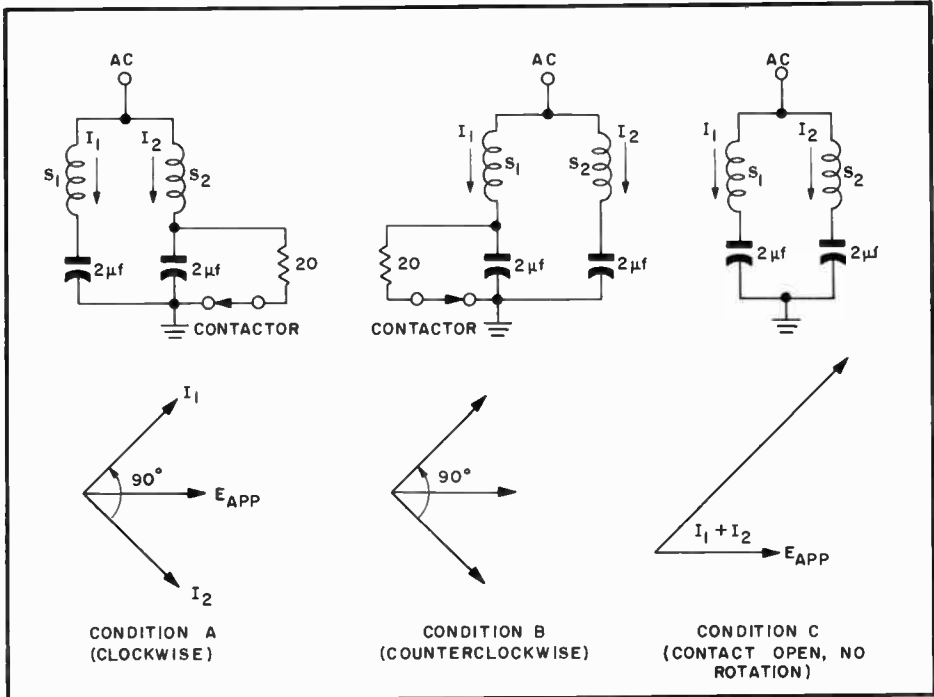 AC
I1
I2
S1
S2
2µf
2µf
20
CONTACTOR
AC
I1
I2
S1
S2
20
2µf
2µf
CONTACTOR
AC
I1
I2
S1
S2
2µf
2µf
I1
90°
EAPP
I2
90°
I1 + I2
EAPP
CONDITION A
(CLOCKWISE)
CONDITION B
(COUNTERCLOCKWISE)
CONDITION C
(CONTACT OPEN, NO
ROTATION)